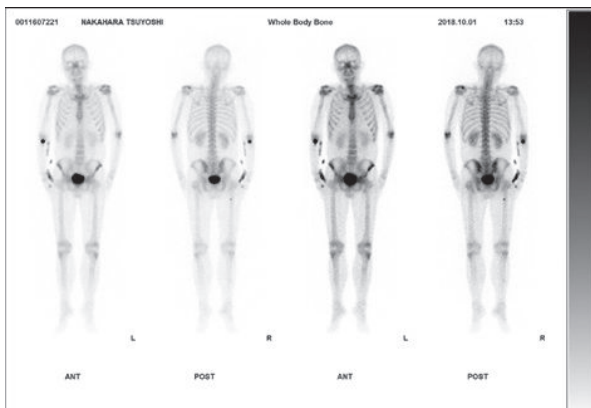 0011607221 NAKAHARA TSUYOSHI Whole Body Bone 2018.10.01 13:53
L R L R
ANT POST ANT POST